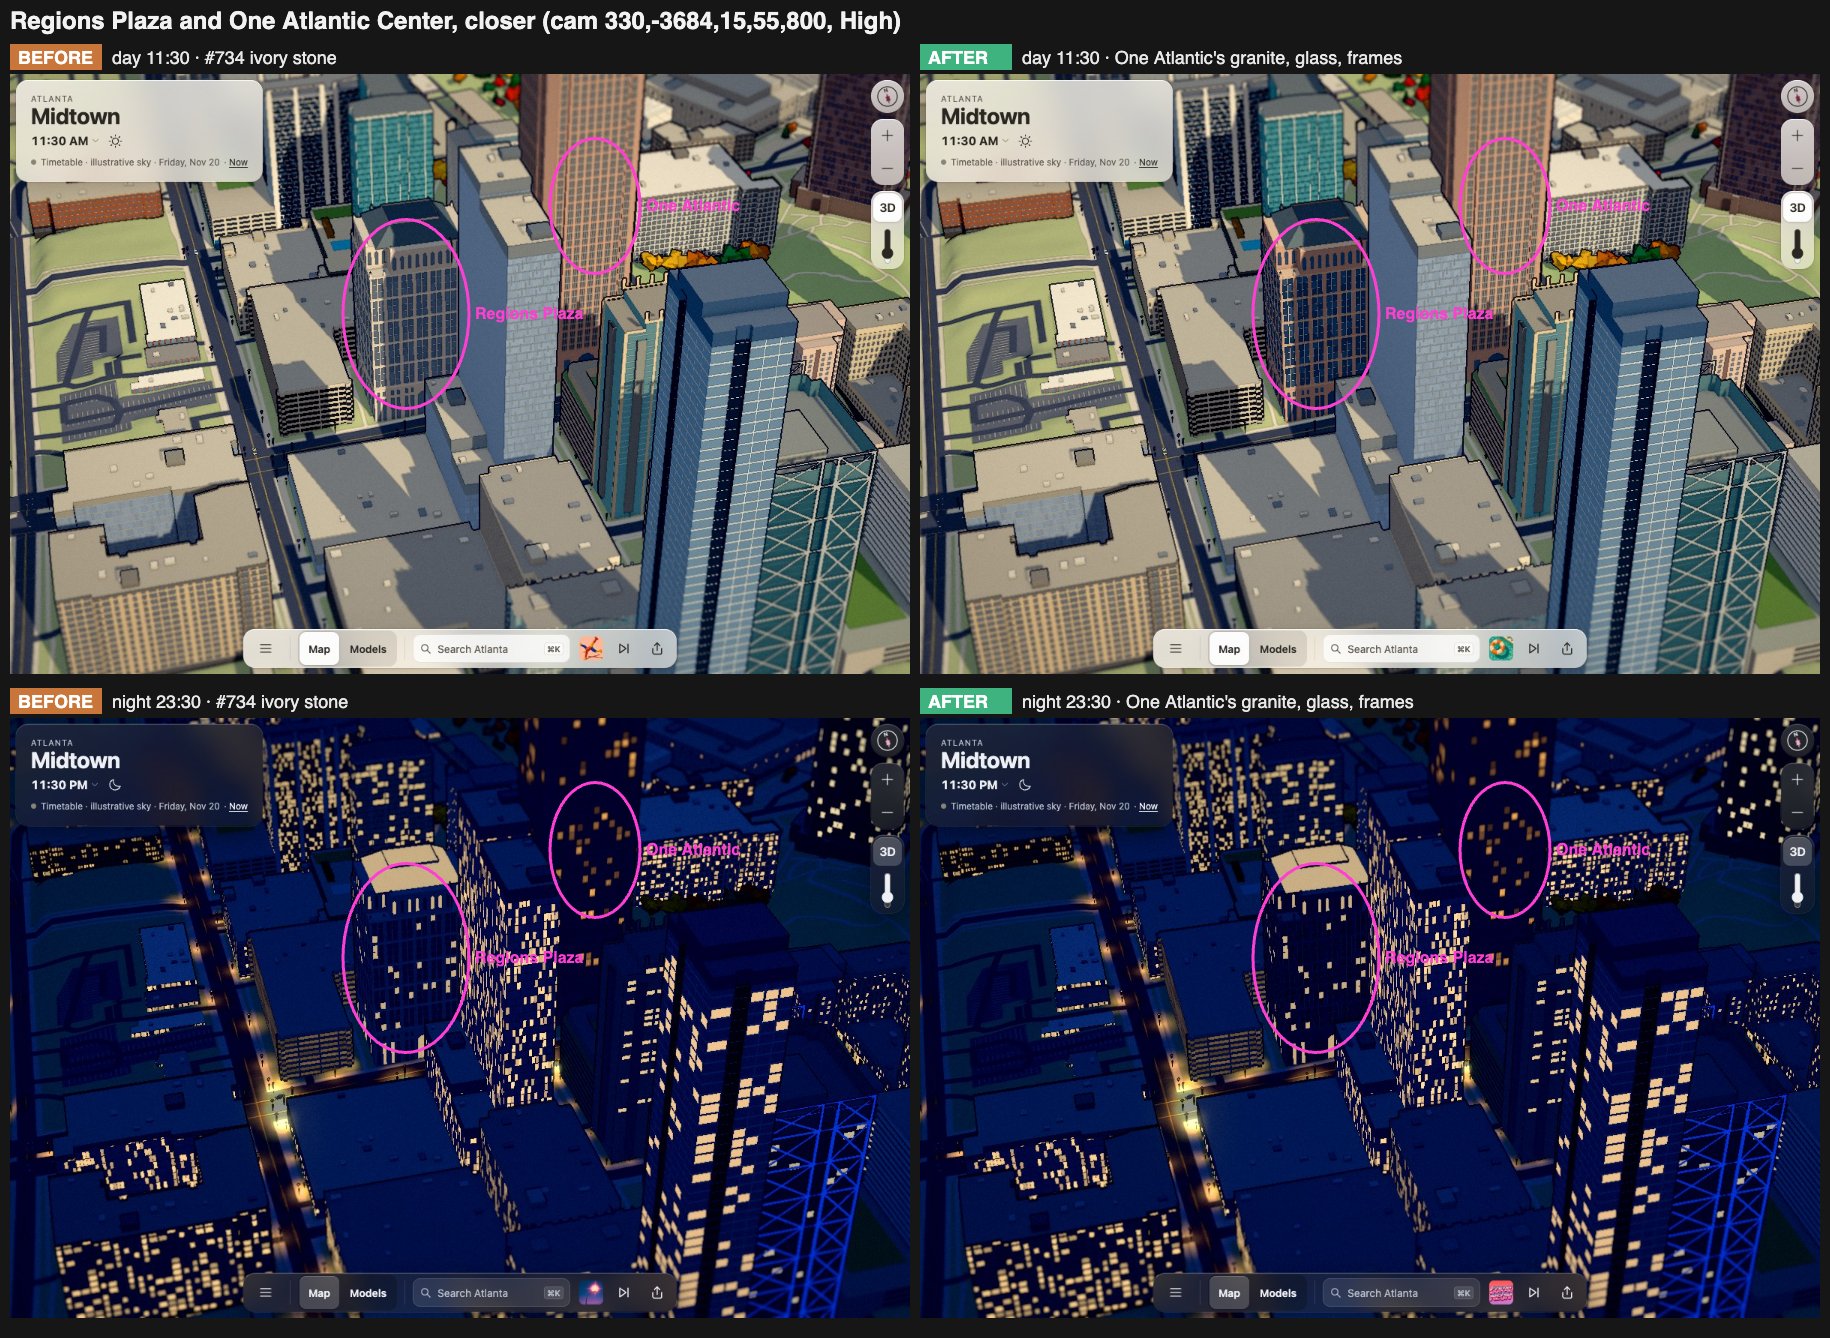 Regions Plaza and One Atlantic Center, closer (cam 330,-3684,15,55,800, High)
BEFORE day 11:30 · #734 ivory stone
AFTER day 11:30 · One Atlantic's granite, glass, frames
ATLANTA
Midtown
11:30 AM
Timetable · illustrative sky · Friday, Nov 20 · Now
N
+
−
3D
One Atlantic
Regions Plaza
Map Models Search Atlanta ⌘K
ATLANTA
Midtown
11:30 AM
Timetable · illustrative sky · Friday, Nov 20 · Now
N
+
−
3D
One Atlantic
Regions Plaza
Map Models Search Atlanta ⌘K
BEFORE night 23:30 · #734 ivory stone
AFTER night 23:30 · One Atlantic's granite, glass, frames
ATLANTA
Midtown
11:30 PM
Timetable · illustrative sky · Friday, Nov 20 · Now
N
+
−
3D
One Atlantic
Regions Plaza
Map Models Search Atlanta ⌘K
ATLANTA
Midtown
11:30 PM
Timetable · illustrative sky · Friday, Nov 20 · Now
N
+
−
3D
One Atlantic
Regions Plaza
Map Models Search Atlanta ⌘K